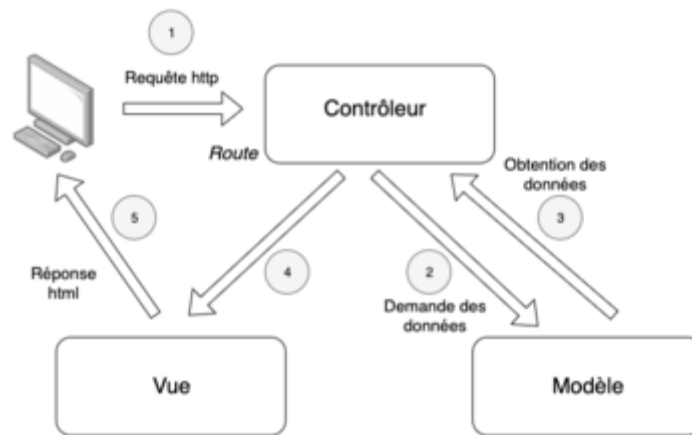 1
Requête http
Contrôleur
Route
Obtention des
données
3
5
4
2
Réponse
html
Demande des
données
Vue
Modèle